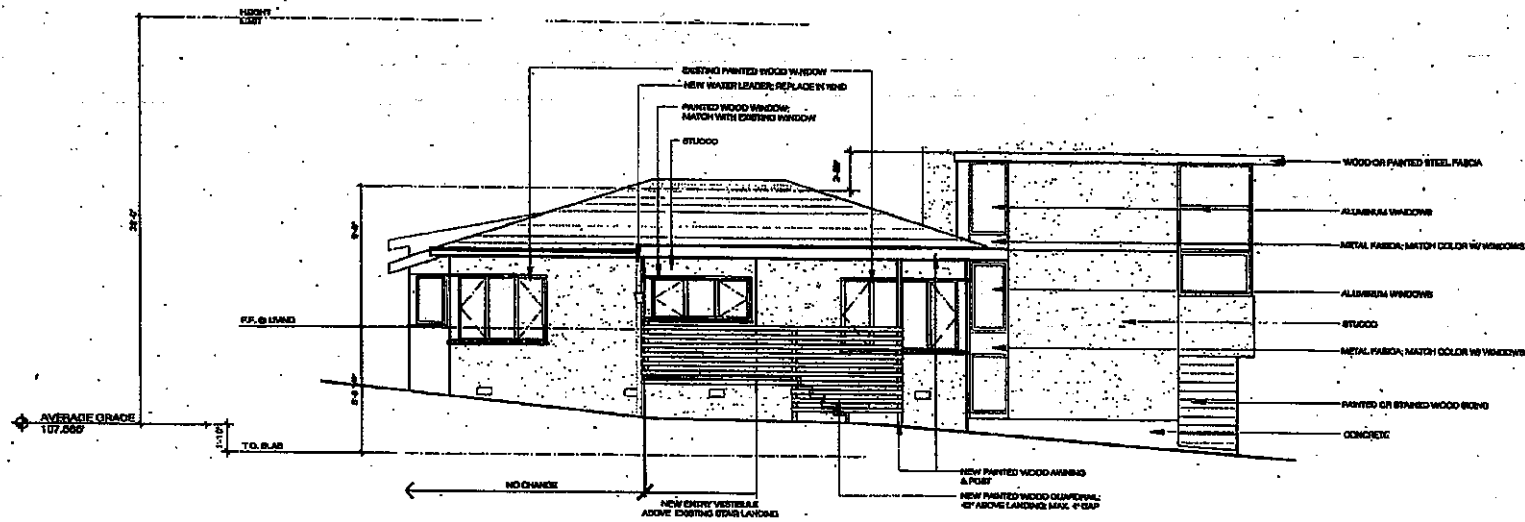 HEIGHT
LIMIT
EXISTING PAINTED WOOD WINDOW
NEW WATER LEADER; REPLACE IN KIND
PAINTED WOOD WINDOW;
MATCH WITH EXISTING WINDOW
STUCCO
WOOD OR PAINTED STEEL FASCIA
ALUMINUM WINDOWS
METAL FASCIA; MATCH COLOR W/ WINDOWS
ALUMINUM WINDOWS
F.F. @ LIVING
STUCCO
METAL FASCIA; MATCH COLOR W/ WINDOWS
PAINTED OR STAINED WOOD SIDING
AVERAGE GRADE
1'-10"
CONCRETE
T.O. SLAB
NEW PAINTED WOOD AWNING
& POST
NO CHANGE
NEW ENTRY VESTIBULE
ABOVE EXISTING STAIR LANDING
NEW PAINTED WOOD GUARDRAIL;
42" ABOVE LANDING; MAX. 4" GAP